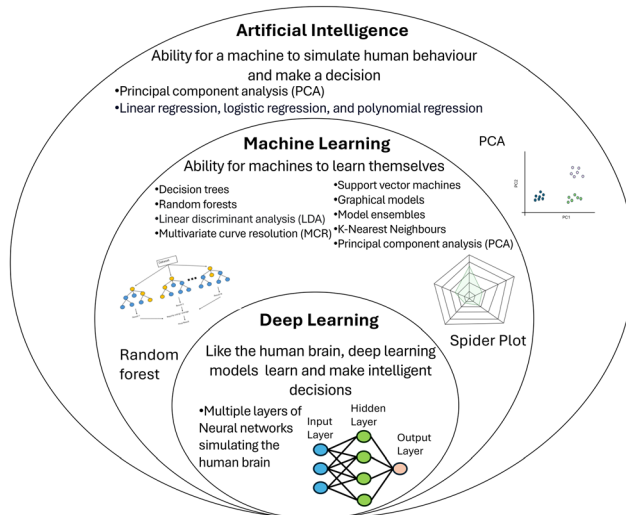 Artificial Intelligence
Ability for a machine to simulate human behaviour
and make a decision
•Principal component analysis (PCA)
•Linear regression, logistic regression, and polynomial regression
Machine Learning
Ability for machines to learn themselves
•Decision trees
•Random forests
•Linear discriminant analysis (LDA)
•Multivariate curve resolution (MCR)
•Support vector machines
•Graphical models
•Model ensembles
•K-Nearest Neighbours
•Principal component analysis (PCA)
PCA
PC2
PC1
Random
forest
Spider Plot
Deep Learning
Like the human brain, deep learning
models learn and make intelligent
decisions
•Multiple layers of
Neural networks
simulating the
human brain
Input
Layer
Hidden
Layer
Output
Layer